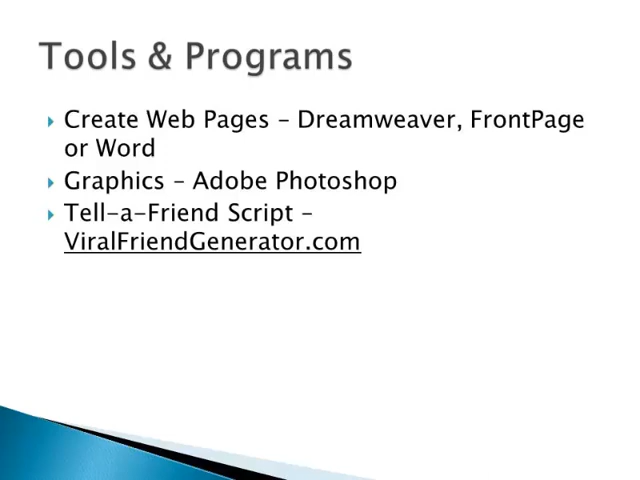 Tools & Programs
Create Web Pages – Dreamweaver, FrontPage
or Word
Graphics – Adobe Photoshop
Tell-a-Friend Script –
ViralFriendGenerator.com